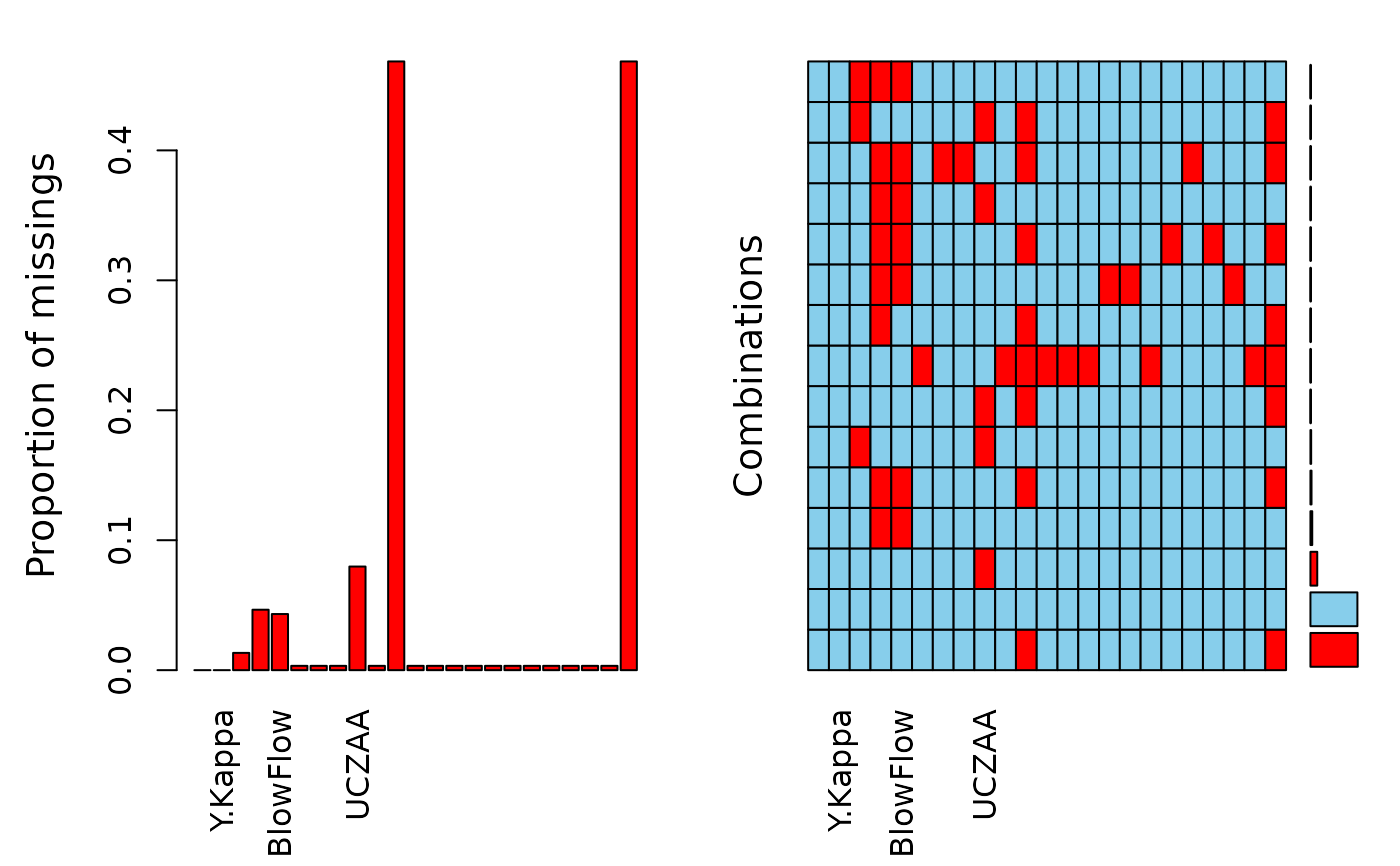 Proportion of missings
0.4
0.3
0.2
0.1
0.0
Y.Kappa
BlowFlow
UCZAA
Combinations
Y.Kappa
BlowFlow
UCZAA